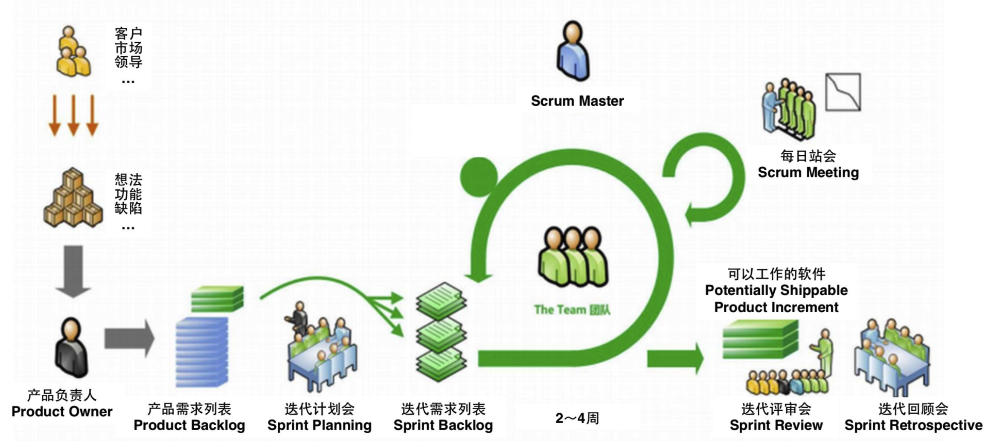 客户
市场
领导
...
想法
功能
缺陷
...
产品负责人
Product Owner
产品需求列表
Product Backlog
迭代计划会
Sprint Planning
迭代需求列表
Sprint Backlog
Scrum Master
The Team 团队
2～4周
每日站会
Scrum Meeting
可以工作的软件
Potentially Shippable
Product Increment
迭代评审会
Sprint Review
迭代回顾会
Sprint Retrospective